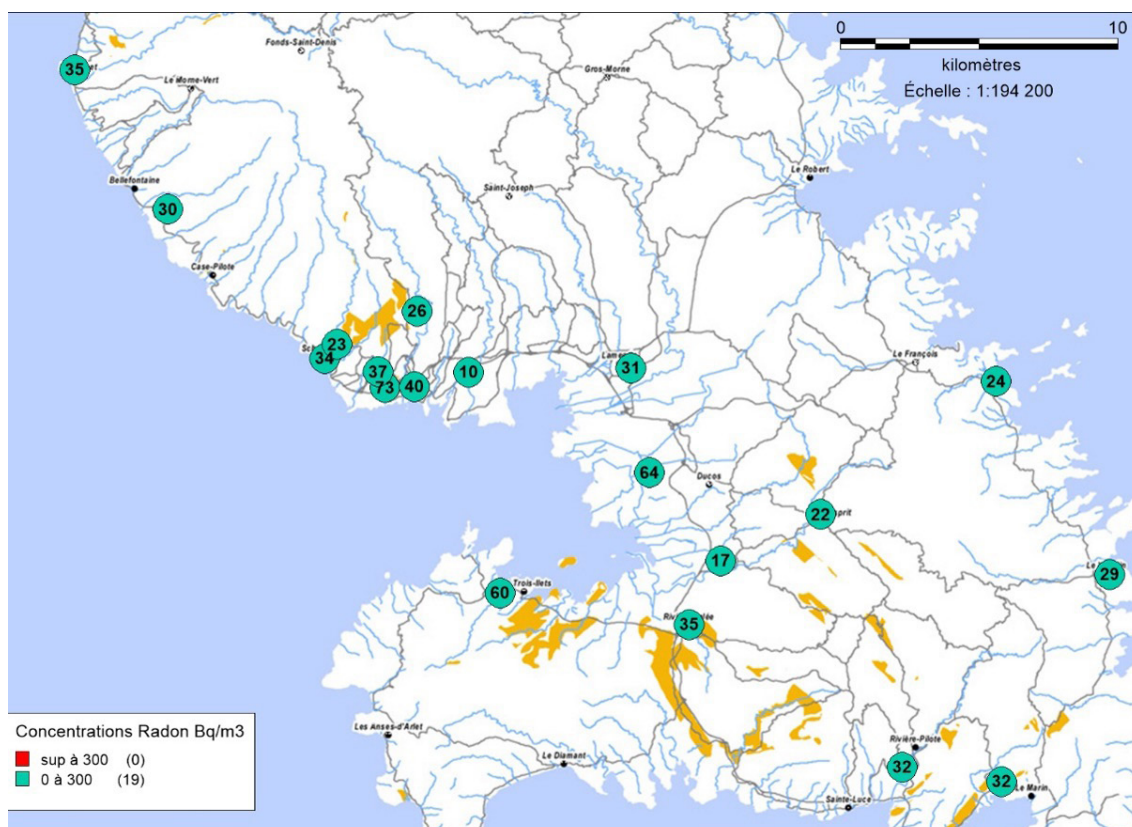 0 10
kilomètres
Échelle : 1:194 200
Fonds-Saint-Denis
35
Le Morne-Vert
Gros-Morne
Le Robert
Bellefontaine
Saint-Joseph
30
Case-Pilote
26
23
34
37
73
40
10
31
Le François
24
64
Ducos
22
17
29
60
Trois-Ilets
35
Les Anses-d'Arlet
Le Diamant
Rivière-Pilote
32
32
Le Marin
Sainte-Luce
Concentrations Radon Bq/m3
sup à 300 (0)
0 à 300 (19)